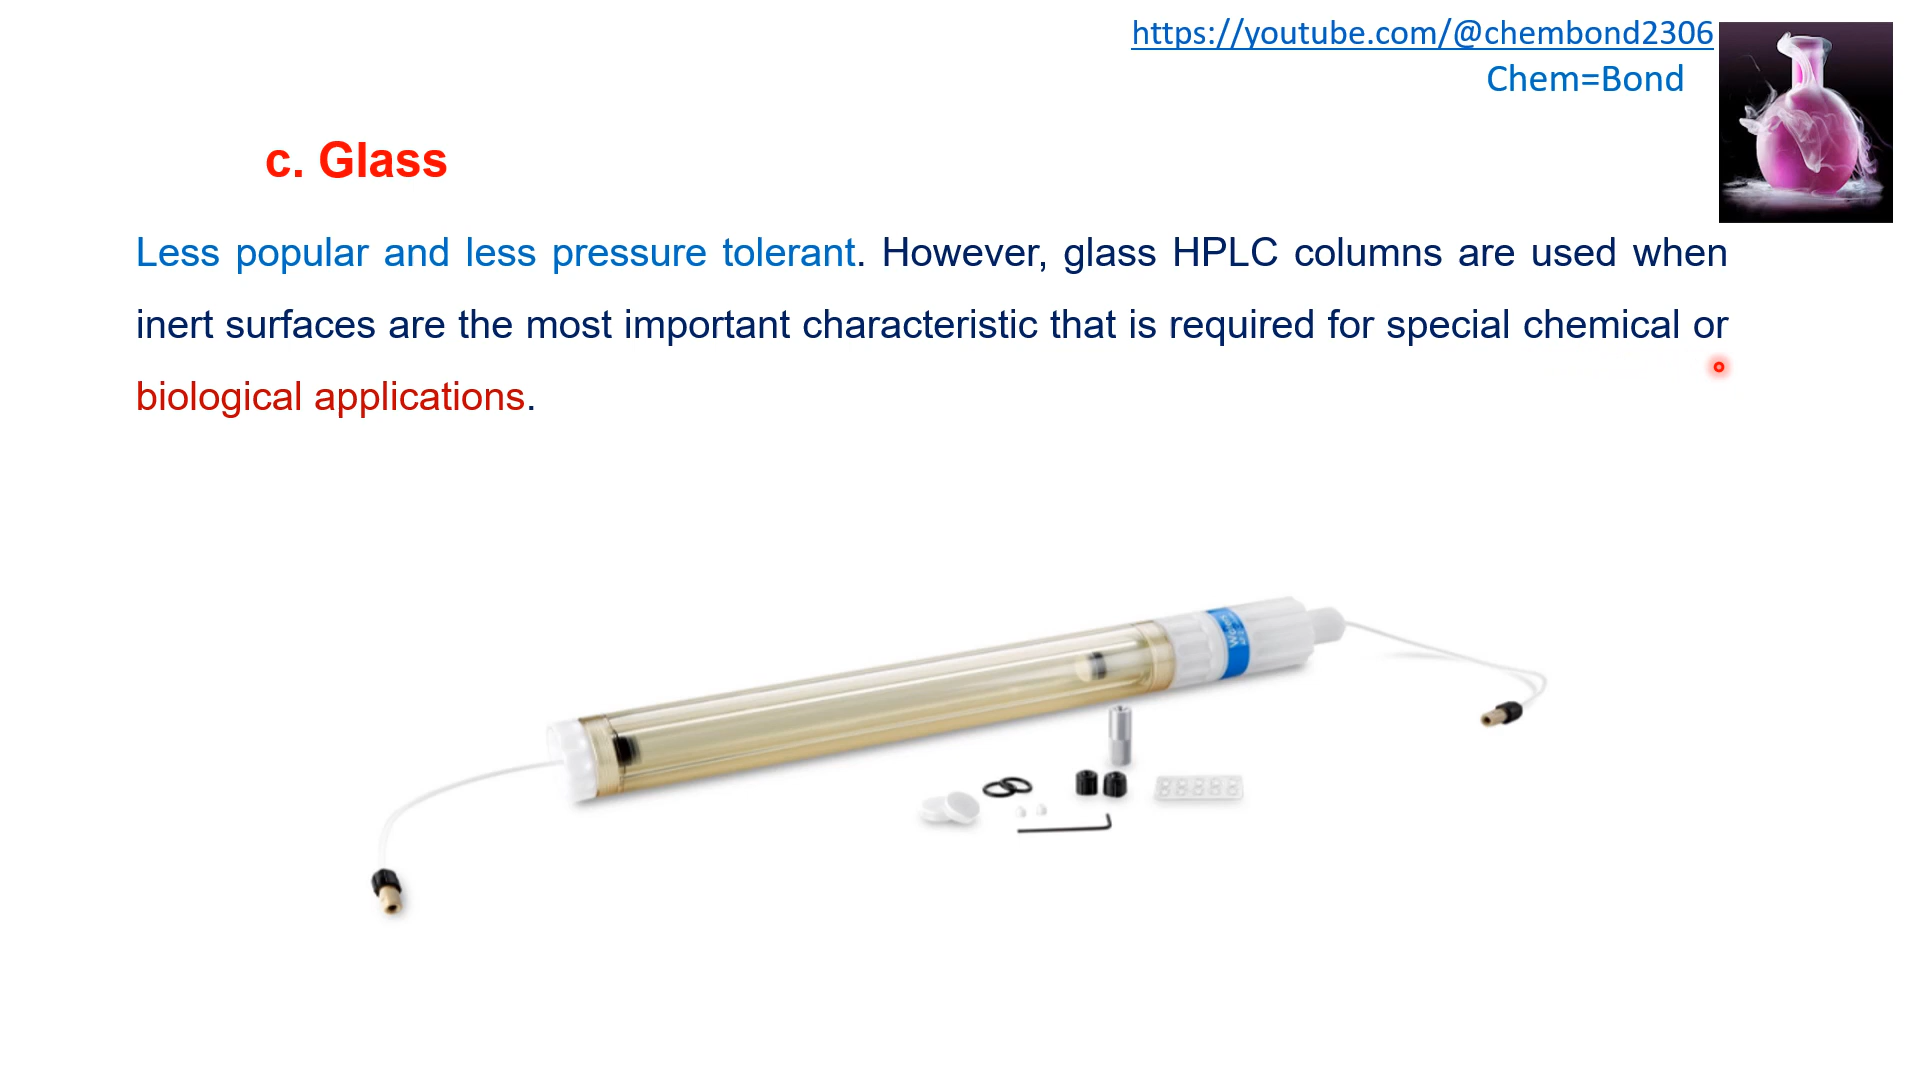 https://youtube.com/@chembond2306
Chem=Bond
c. Glass
Less popular and less pressure tolerant. However, glass HPLC columns are used when
inert surfaces are the most important characteristic that is required for special chemical or
biological applications.